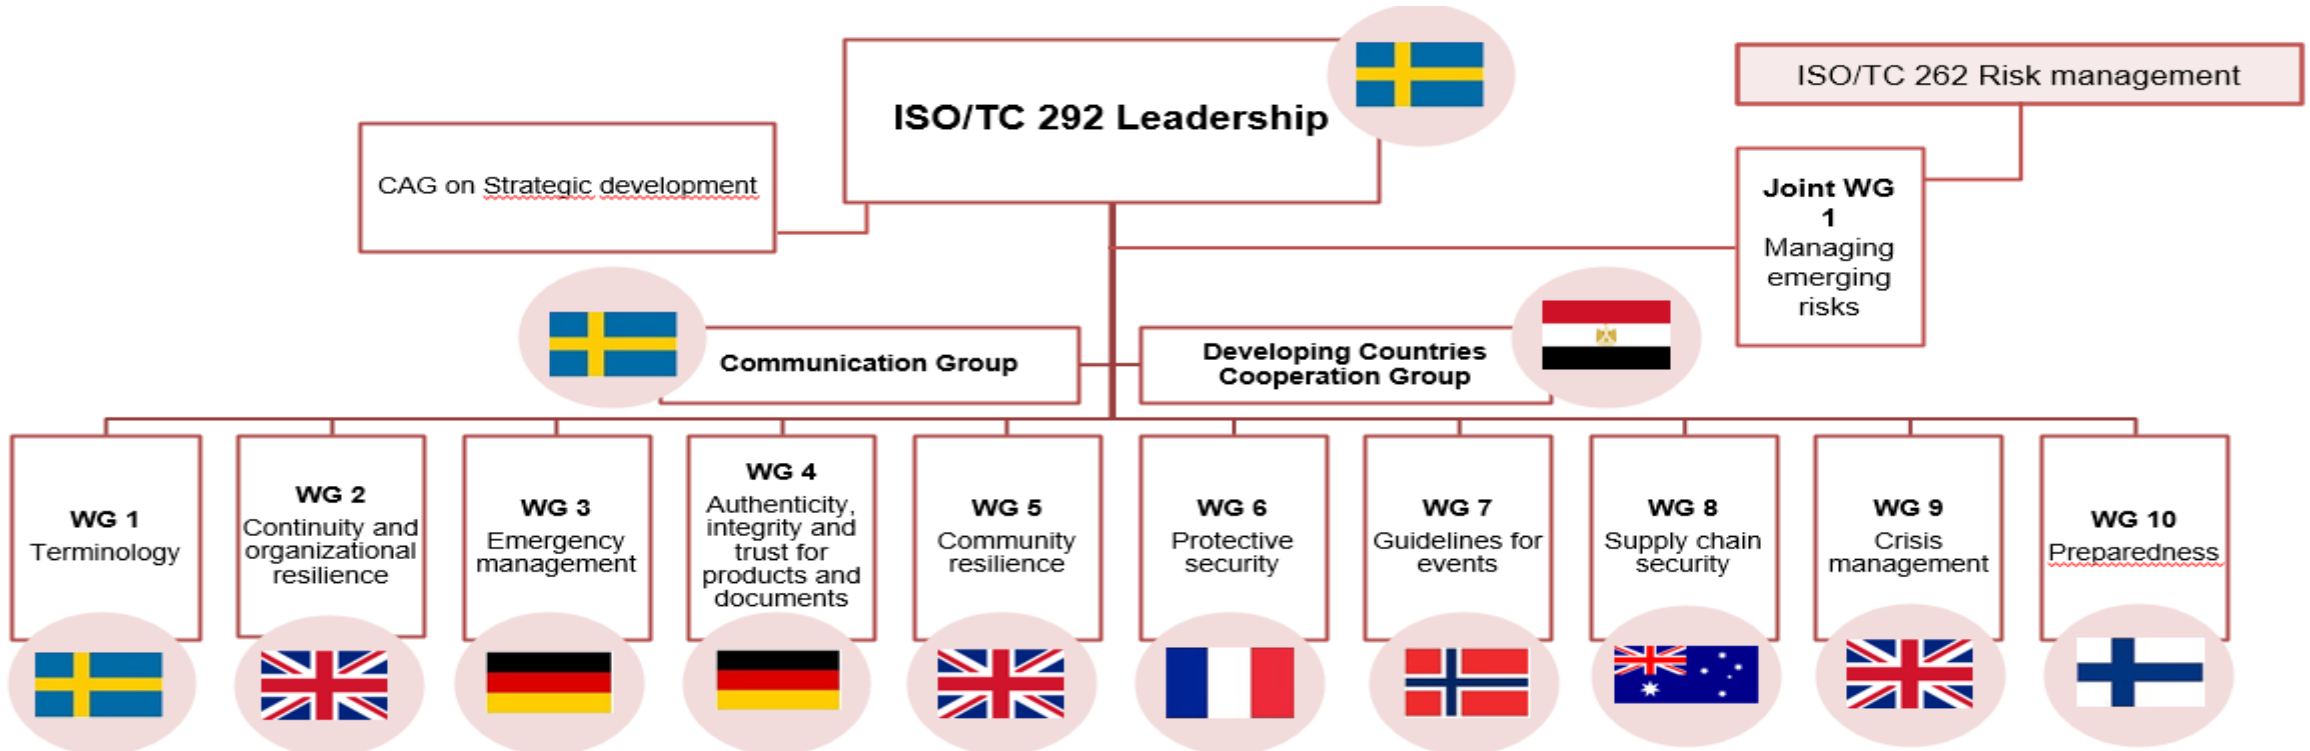 ISO/TC 292 Leadership
ISO/TC 262 Risk management
CAG on Strategic development
Joint WG
1
Managing
emerging
risks
Communication Group
Developing Countries
Cooperation Group
WG 1
Terminology
WG 2
Continuity and
organizational
resilience
WG 3
Emergency
management
WG 4
Authenticity,
integrity and
trust for
products and
documents
WG 5
Community
resilience
WG 6
Protective
security
WG 7
Guidelines for
events
WG 8
Supply chain
security
WG 9
Crisis
management
WG 10
Preparedness